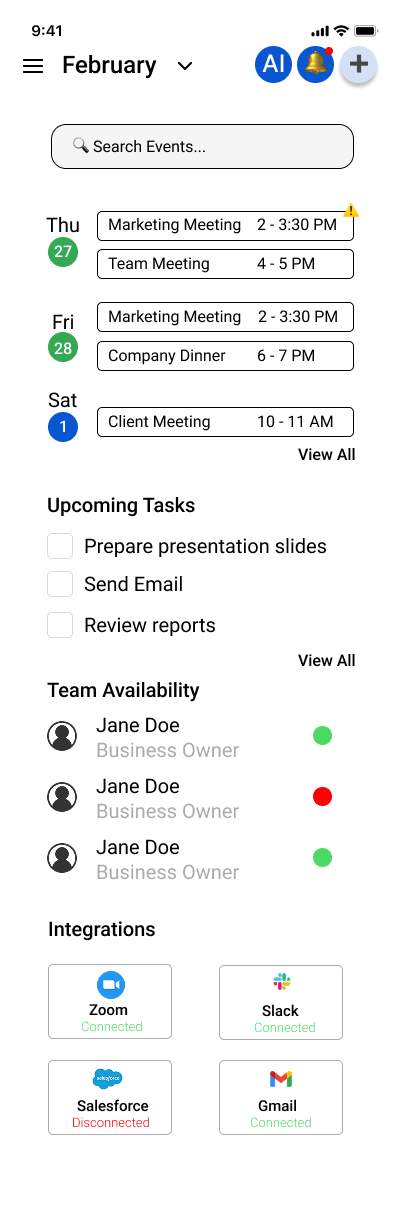 9:41
February
AI
Search Events...
Thu
27
Marketing Meeting 2 - 3:30 PM
Team Meeting 4 - 5 PM
Fri
28
Marketing Meeting 2 - 3:30 PM
Company Dinner 6 - 7 PM
Sat
1
Client Meeting 10 - 11 AM
View All
Upcoming Tasks
Prepare presentation slides
Send Email
Review reports
View All
Team Availability
Jane Doe
Business Owner
Jane Doe
Business Owner
Jane Doe
Business Owner
Integrations
Zoom
Connected
Slack
Connected
salesforce
Salesforce
Disconnected
Gmail
Connected